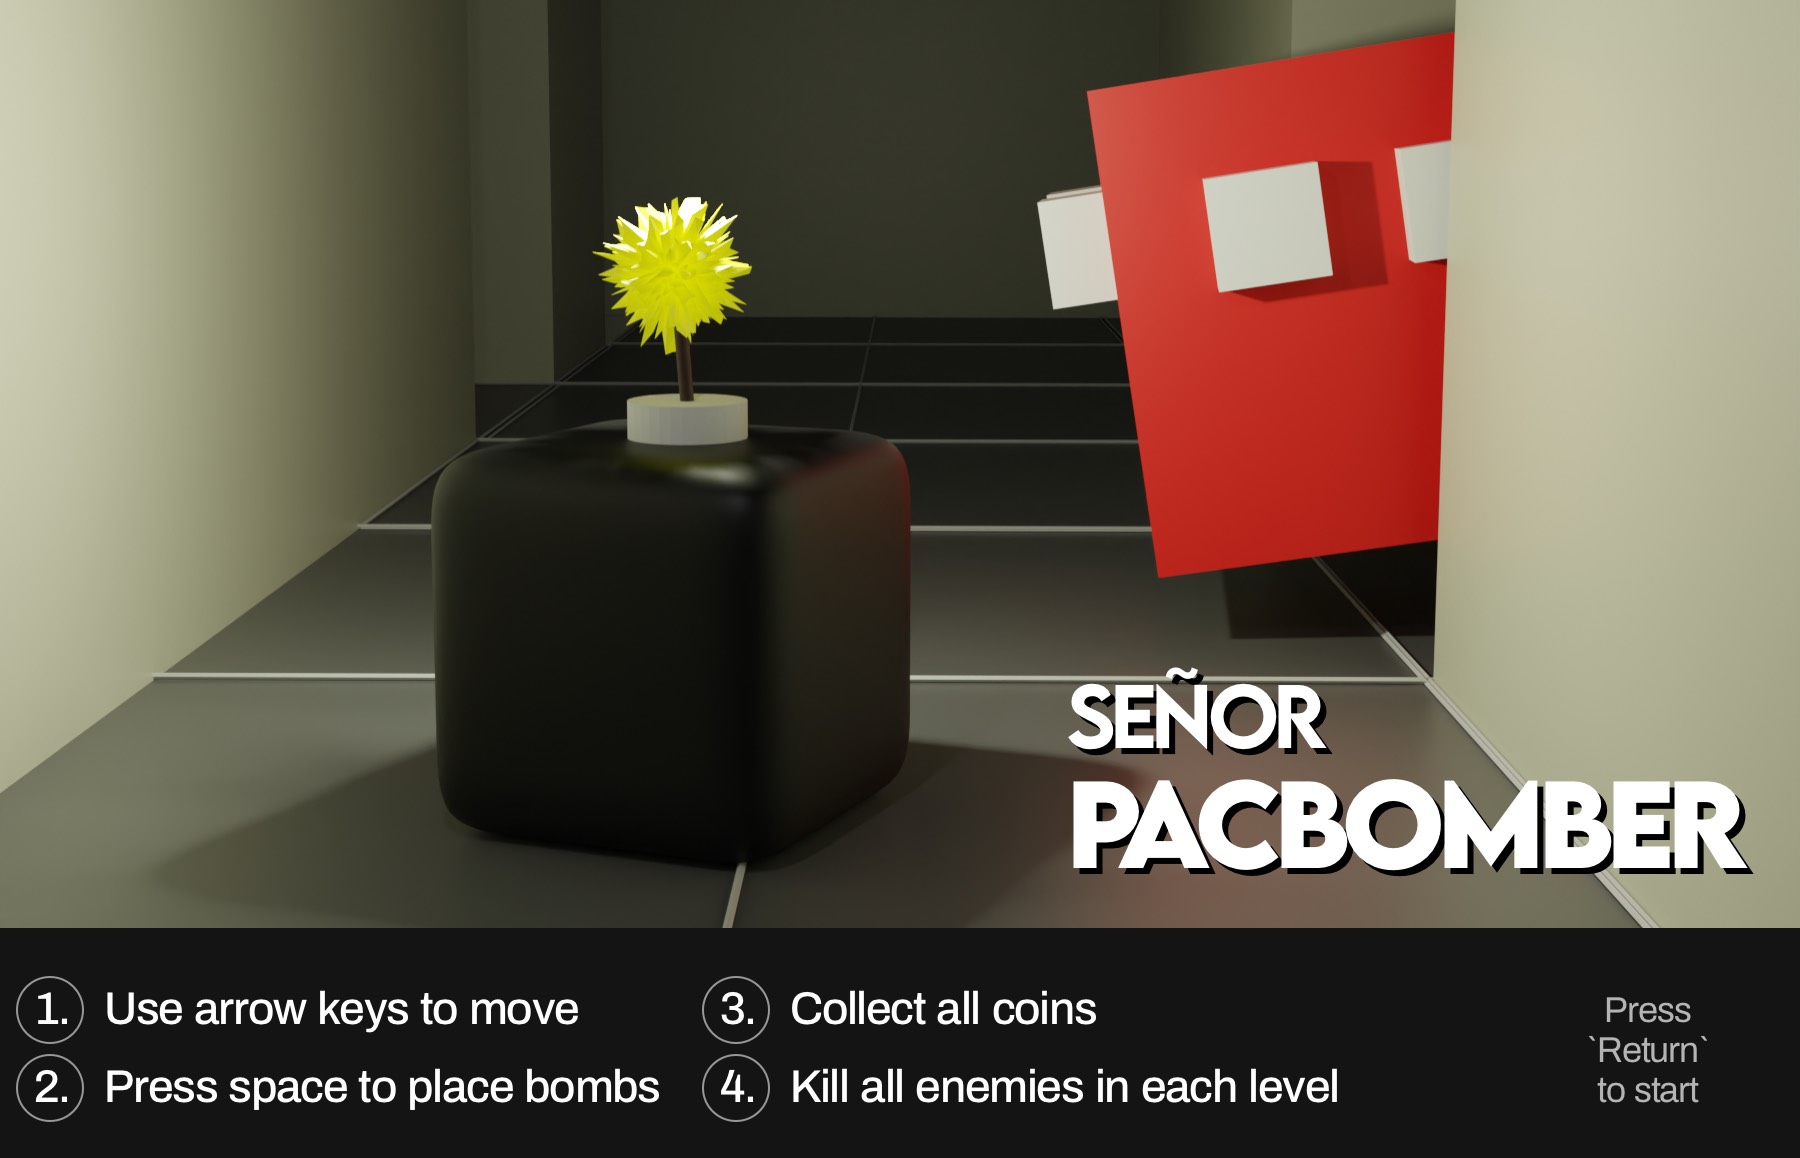 SEÑOR
PACBOMBER
1. Use arrow keys to move
2. Press space to place bombs
3. Collect all coins
4. Kill all enemies in each level
Press
`Return`
to start